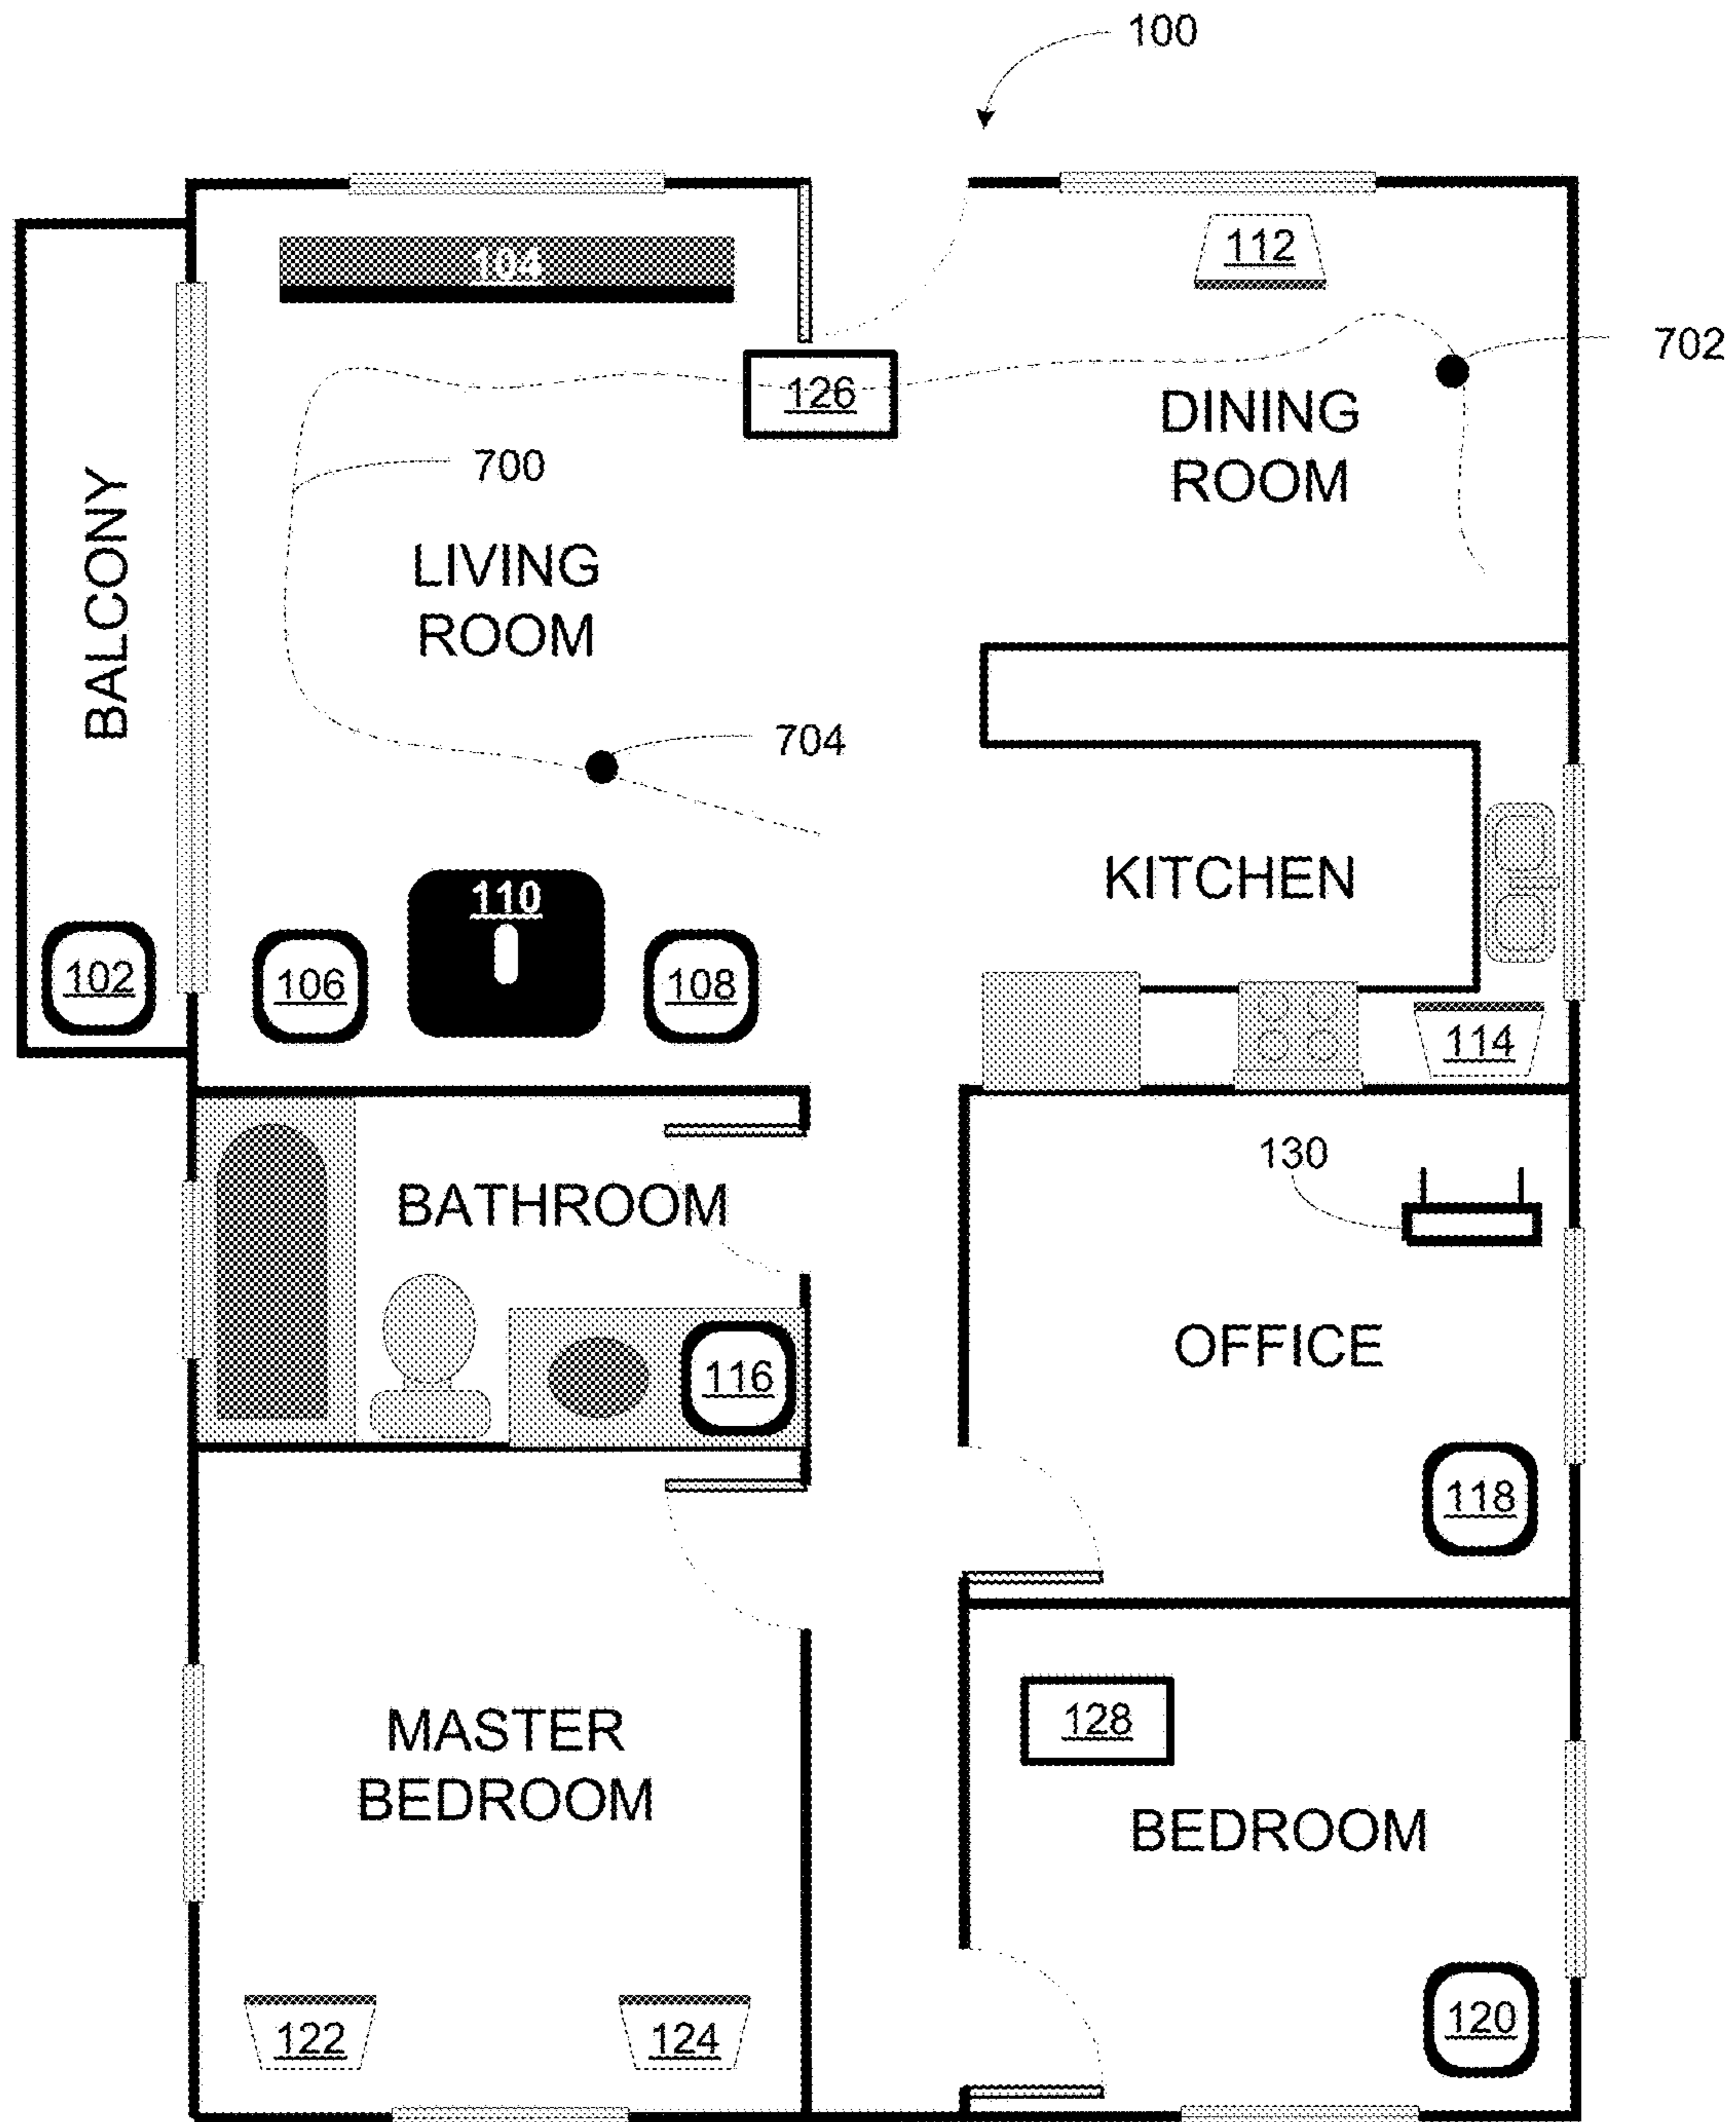 100
104
112
702
126
DINING
ROOM
700
BALCONY
LIVING
ROOM
704
KITCHEN
110
102
106
108
114
130
BATHROOM
OFFICE
116
118
128
MASTER
BEDROOM
BEDROOM
122
124
120